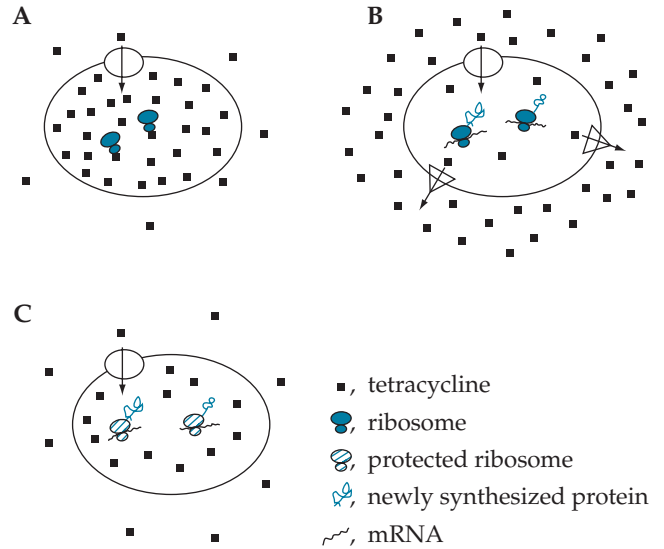 A
B
C
, tetracycline
, ribosome
, protected ribosome
, newly synthesized protein
, mRNA